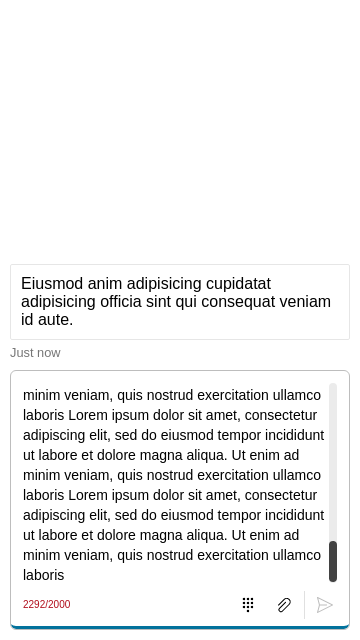 Eiusmod anim adipisicing cupidatat
adipisicing officia sint qui consequat veniam
id aute.
Just now
minim veniam, quis nostrud exercitation ullamco
laboris Lorem ipsum dolor sit amet, consectetur
adipiscing elit, sed do eiusmod tempor incididunt
ut labore et dolore magna aliqua. Ut enim ad
minim veniam, quis nostrud exercitation ullamco
laboris Lorem ipsum dolor sit amet, consectetur
adipiscing elit, sed do eiusmod tempor incididunt
ut labore et dolore magna aliqua. Ut enim ad
minim veniam, quis nostrud exercitation ullamco
laboris
2292/2000